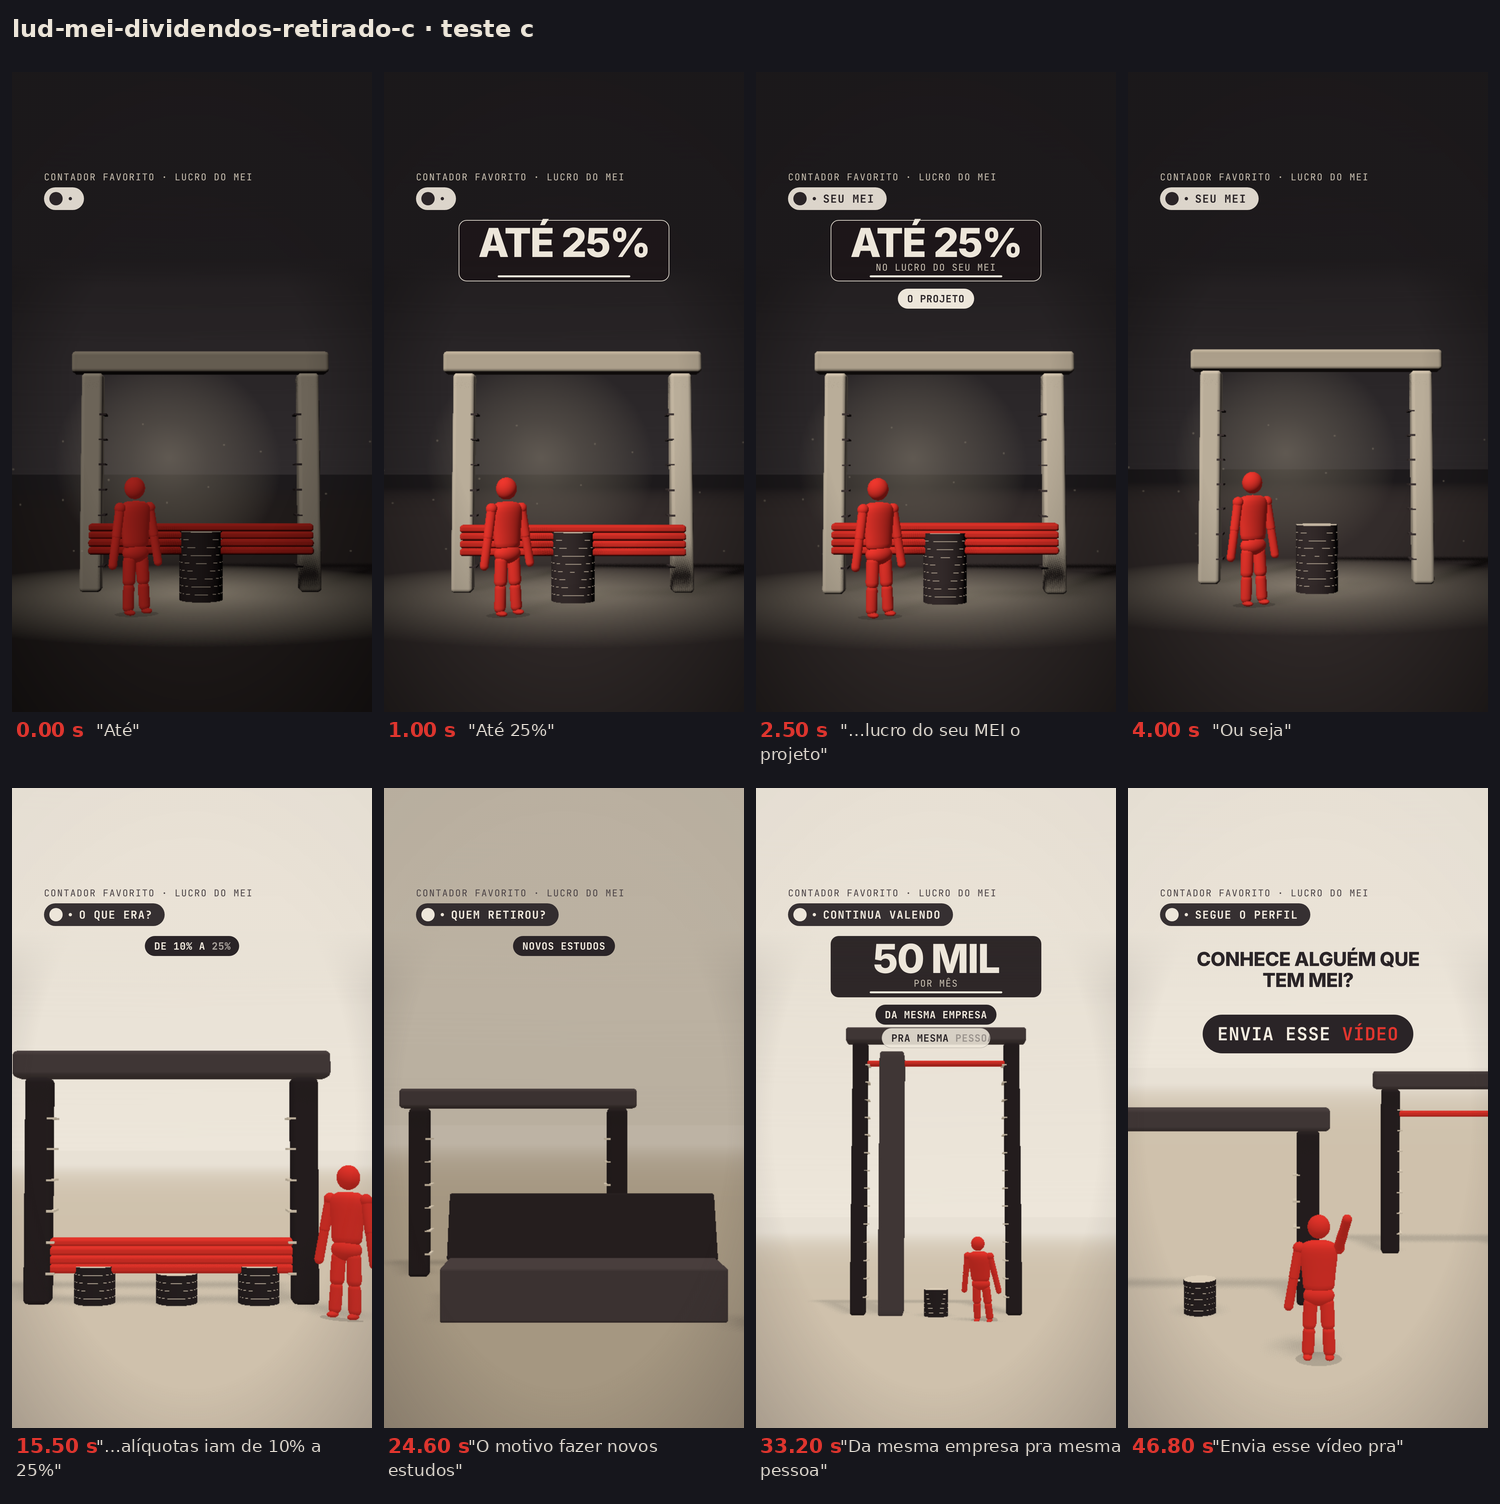 lud-mei-dividendos-retirado-c · teste c
CONTADOR FAVORITO · LUCRO DO MEI
•
0.00 s "Até"
CONTADOR FAVORITO · LUCRO DO MEI
•
ATÉ 25%
1.00 s "Até 25%"
CONTADOR FAVORITO · LUCRO DO MEI
• SEU MEI
ATÉ 25%
NO LUCRO DO SEU MEI
O PROJETO
2.50 s "...lucro do seu MEI o
projeto"
CONTADOR FAVORITO · LUCRO DO MEI
• SEU MEI
4.00 s "Ou seja"
CONTADOR FAVORITO · LUCRO DO MEI
• O QUE ERA?
DE 10% A 25%
15.50 s "...alíquotas iam de 10% a
25%"
CONTADOR FAVORITO · LUCRO DO MEI
• QUEM RETIROU?
NOVOS ESTUDOS
24.60 s "O motivo fazer novos
estudos"
CONTADOR FAVORITO · LUCRO DO MEI
• CONTINUA VALENDO
50 MIL
POR MÊS
DA MESMA EMPRESA
PRA MESMA PESSO
33.20 s "Da mesma empresa pra mesma
pessoa"
CONTADOR FAVORITO · LUCRO DO MEI
• SEGUE O PERFIL
CONHECE ALGUÉM QUE
TEM MEI?
ENVIA ESSE VÍDEO
46.80 s "Envia esse vídeo pra"